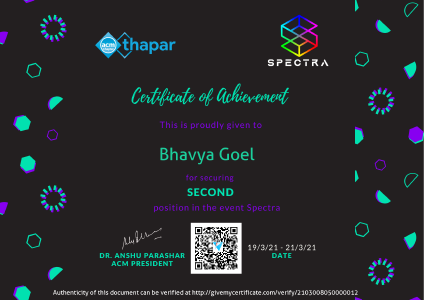 acm thapar
SPECTRA
Certificate of Achievement
This is proudly given to
Bhavya Goel
for securing
SECOND
position in the event Spectra
DR. ANSHU PARASHAR
ACM PRESIDENT
19/3/21 - 21/3/21
DATE
Authenticity of this document can be verified at http://givemycertificate.com/verify/2103008050000012